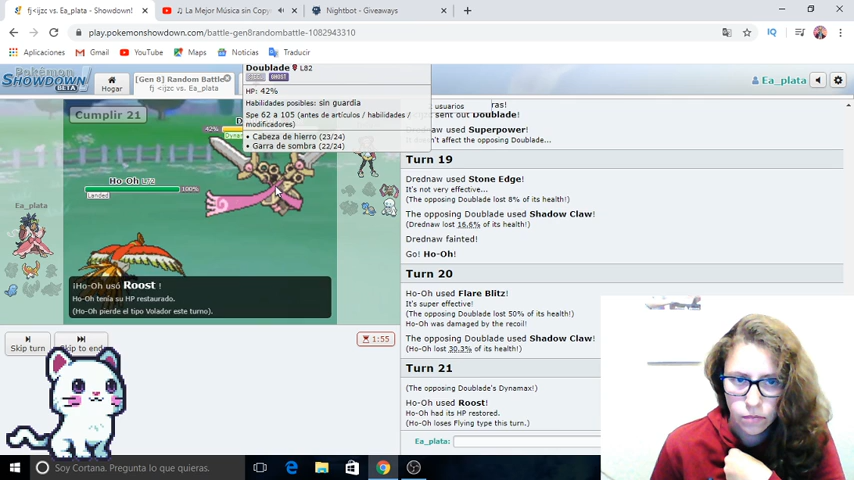 fj<ijzc vs. Ea_plata - Showdown!
La Mejor Música sin Copy
Nightbot - Giveaways
play.pokemonshowdown.com/battle-gen8randombattle-1082943310
Aplicaciones
Gmail
YouTube
Maps
Noticias
Traducir
POKÉMON
SHOWDOWN
BETA
Hogar
[Gen 8] Random Battle
fj <ijzc vs. Ea_plata
Ea_plata
Doublade L82
STEEL GHOST
HP: 42%
Habilidades posibles: sin guardia
Spe 62 a 105 (antes de artículos / habilidades /
modificadores)
• Cabeza de hierro (23/24)
• Garra de sombra (22/24)
usuarios
Cumplir 21
42%
Ho-Oh
100%
Landed
Ea_plata
¡Ho-Oh usó Roost !
Ho-Oh tenía su HP restaurado.
(Ho-Oh pierde el tipo Volador este turno).
Skip turn
Skip to end
1:55
sent out Doublade!
used Superpower!
affect the opposing Doublade...
Turn 19
Drednaw used Stone Edge!
It's not very effective...
(The opposing Doublade lost 8% of its health!)
The opposing Doublade used Shadow Claw!
(Drednaw lost 16.6% of its health!)
Drednaw fainted!
Go! Ho-Oh!
Turn 20
Ho-Oh used Flare Blitz!
It's super effective!
(The opposing Doublade lost 50% of its health!)
Ho-Oh was damaged by the recoil!
The opposing Doublade used Shadow Claw!
(Ho-Oh lost 30.3% of its health!)
Turn 21
(The opposing Doublade's Dynamax!)
Ho-Oh used Roost!
Ho-Oh had its HP restored.
(Ho-Oh loses Flying type this turn.)
Ea_plata:
Soy Cortana. Pregunta lo que quieras.